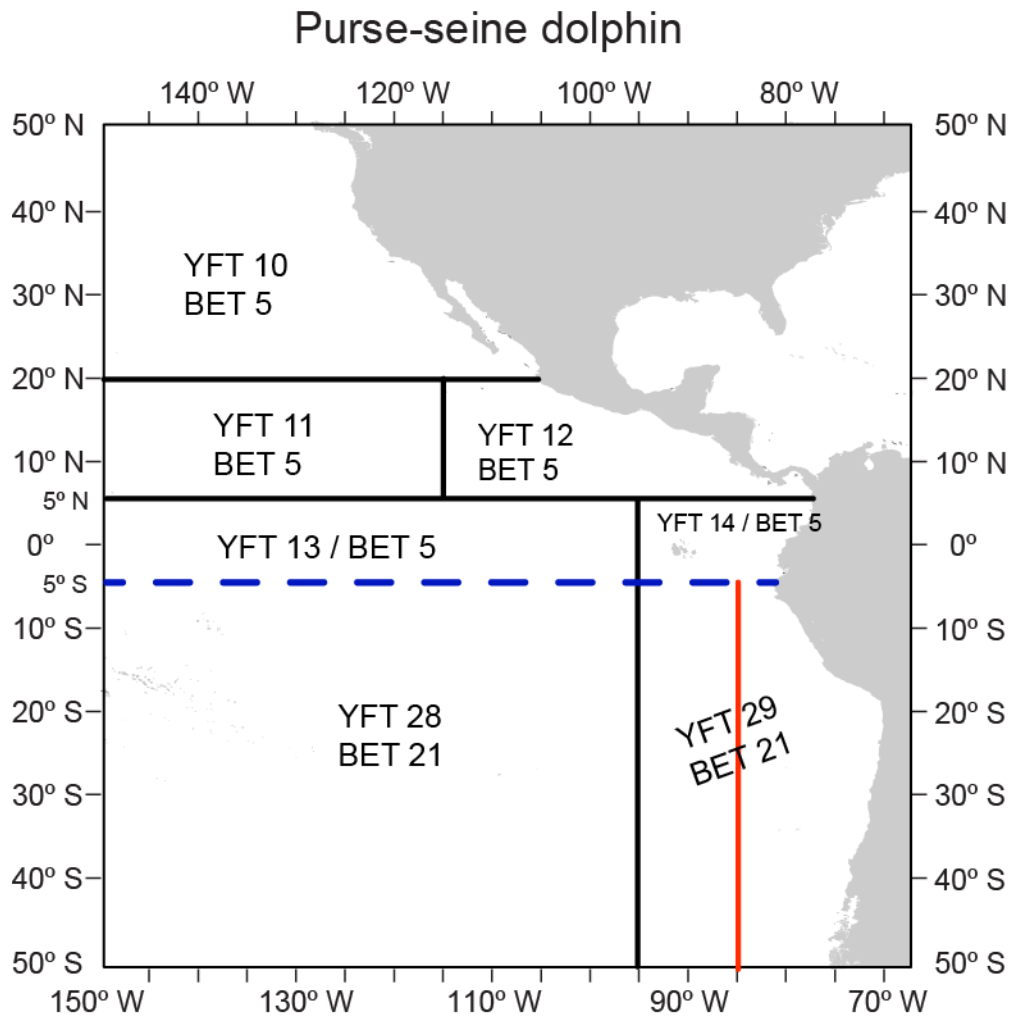 Purse-seine dolphin
140º W 120º W 100º W 80º W
50º N 50º N
40º N 40º N
YFT 10
BET 5
30º N 30º N
20º N 20º N
YFT 11
BET 5
YFT 12
BET 5
10º N 10º N
5º N
YFT 14 / BET 5
0º 0º
YFT 13 / BET 5
5º S
10º S 10º S
20º S 20º S
YFT 28
BET 21
YFT 29
BET 21
30º S 30º S
40º S 40º S
50º S 50º S
150º W 130º W 110º W 90º W 70º W